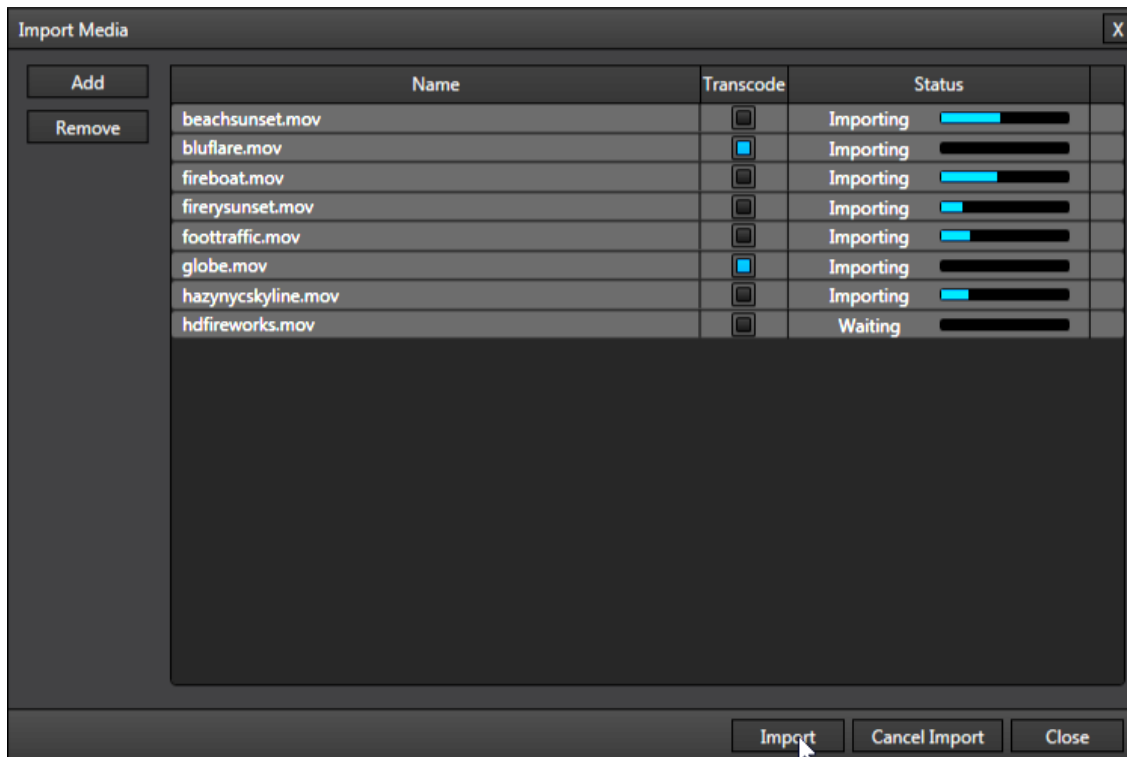 Import Media X
Add
Remove
Name Transcode Status
beachsunset.mov Importing
bluflare.mov Importing
fireboat.mov Importing
firerysunset.mov Importing
foottraffic.mov Importing
globe.mov Importing
hazynycskyline.mov Importing
hdfireworks.mov Waiting
Import Cancel Import Close